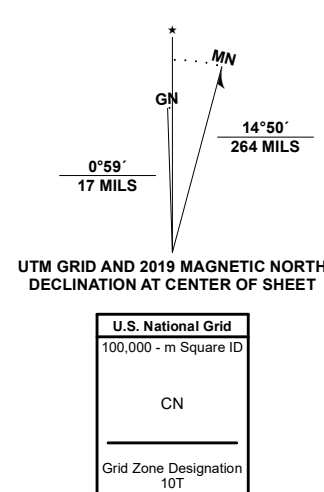 ★
MN
GN
14°50´
264 MILS
0°59´
17 MILS
UTM GRID AND 2019 MAGNETIC NORTH
DECLINATION AT CENTER OF SHEET
U.S. National Grid
100,000 - m Square ID
CN
Grid Zone Designation
10T